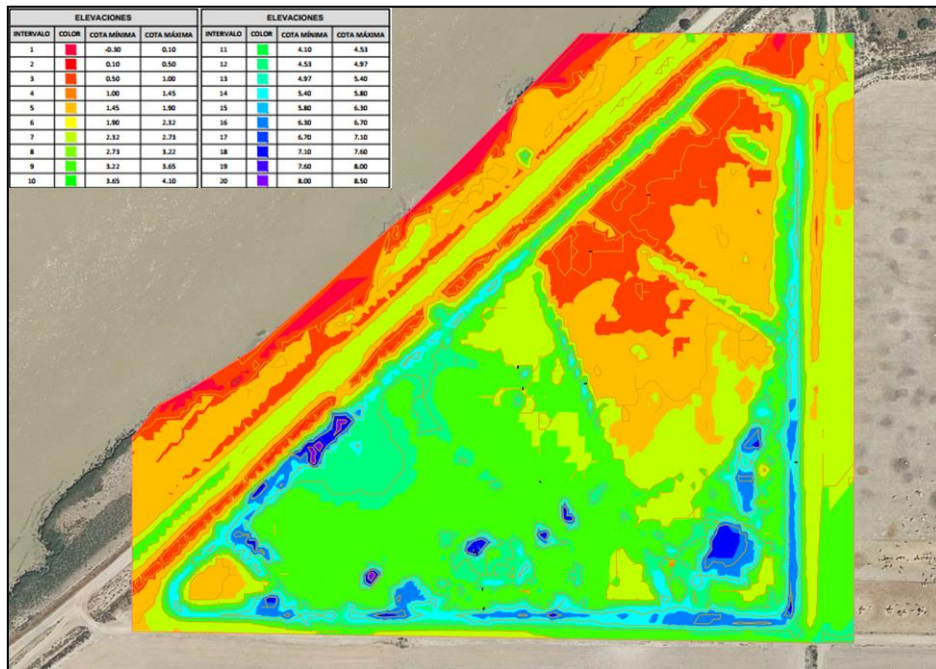 ELEVACIONES ELEVACIONES
INTERVALO COLOR COTA MÍNIMA COTA MÁXIMA INTERVALO COLOR COTA MÍNIMA COTA MÁXIMA
1 -0.30 0.10 11 4.10 4.53
2 0.10 0.50 12 4.53 4.97
3 0.50 1.00 13 4.97 5.40
4 1.00 1.45 14 5.40 5.80
5 1.45 1.90 15 5.80 6.30
6 1.90 2.32 16 6.30 6.70
7 2.32 2.73 17 6.70 7.10
8 2.73 3.22 18 7.10 7.60
9 3.22 3.65 19 7.60 8.00
10 3.65 4.10 20 8.00 8.50